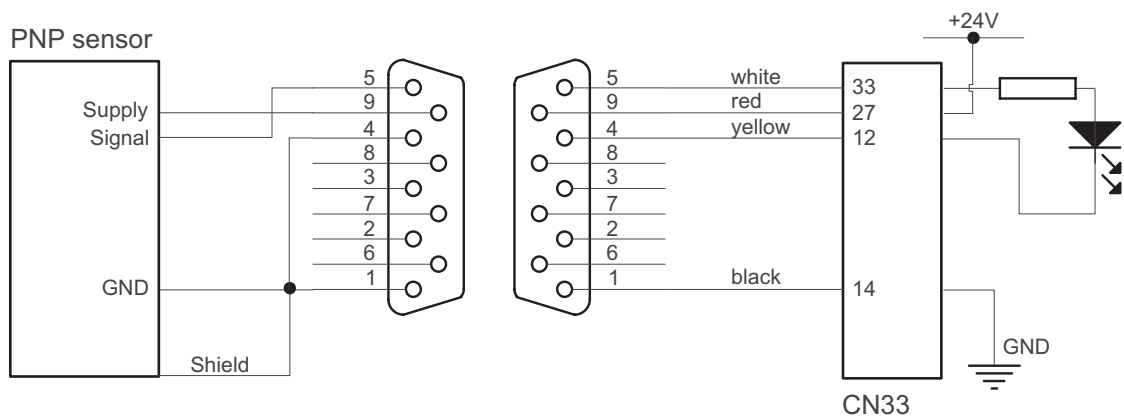 +24V
PNP sensor
5
5
white
33
Supply
9
9
red
27
Signal
4
4
yellow
12
8
8
3
3
7
7
2
2
6
6
GND
1
1
black
14
GND
Shield
CN33